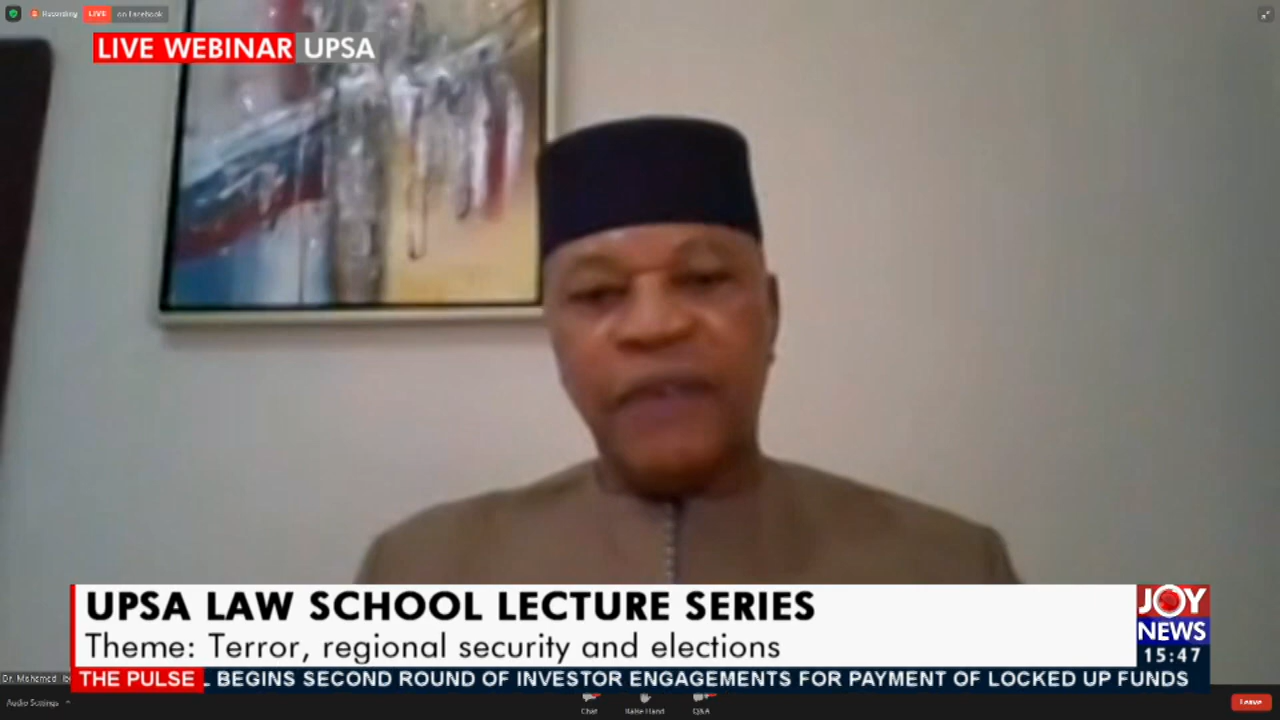 Recording LIVE on Facebook
LIVE WEBINAR UPSA
UPSA LAW SCHOOL LECTURE SERIES
Theme: Terror, regional security and elections
JOY
NEWS
15:47
Dr. Mohamed
THE PULSE L BEGINS SECOND ROUND OF INVESTOR ENGAGEMENTS FOR PAYMENT OF LOCKED UP FUNDS
Audio Settings
Chat
Raise Hand
Q&A
Leave